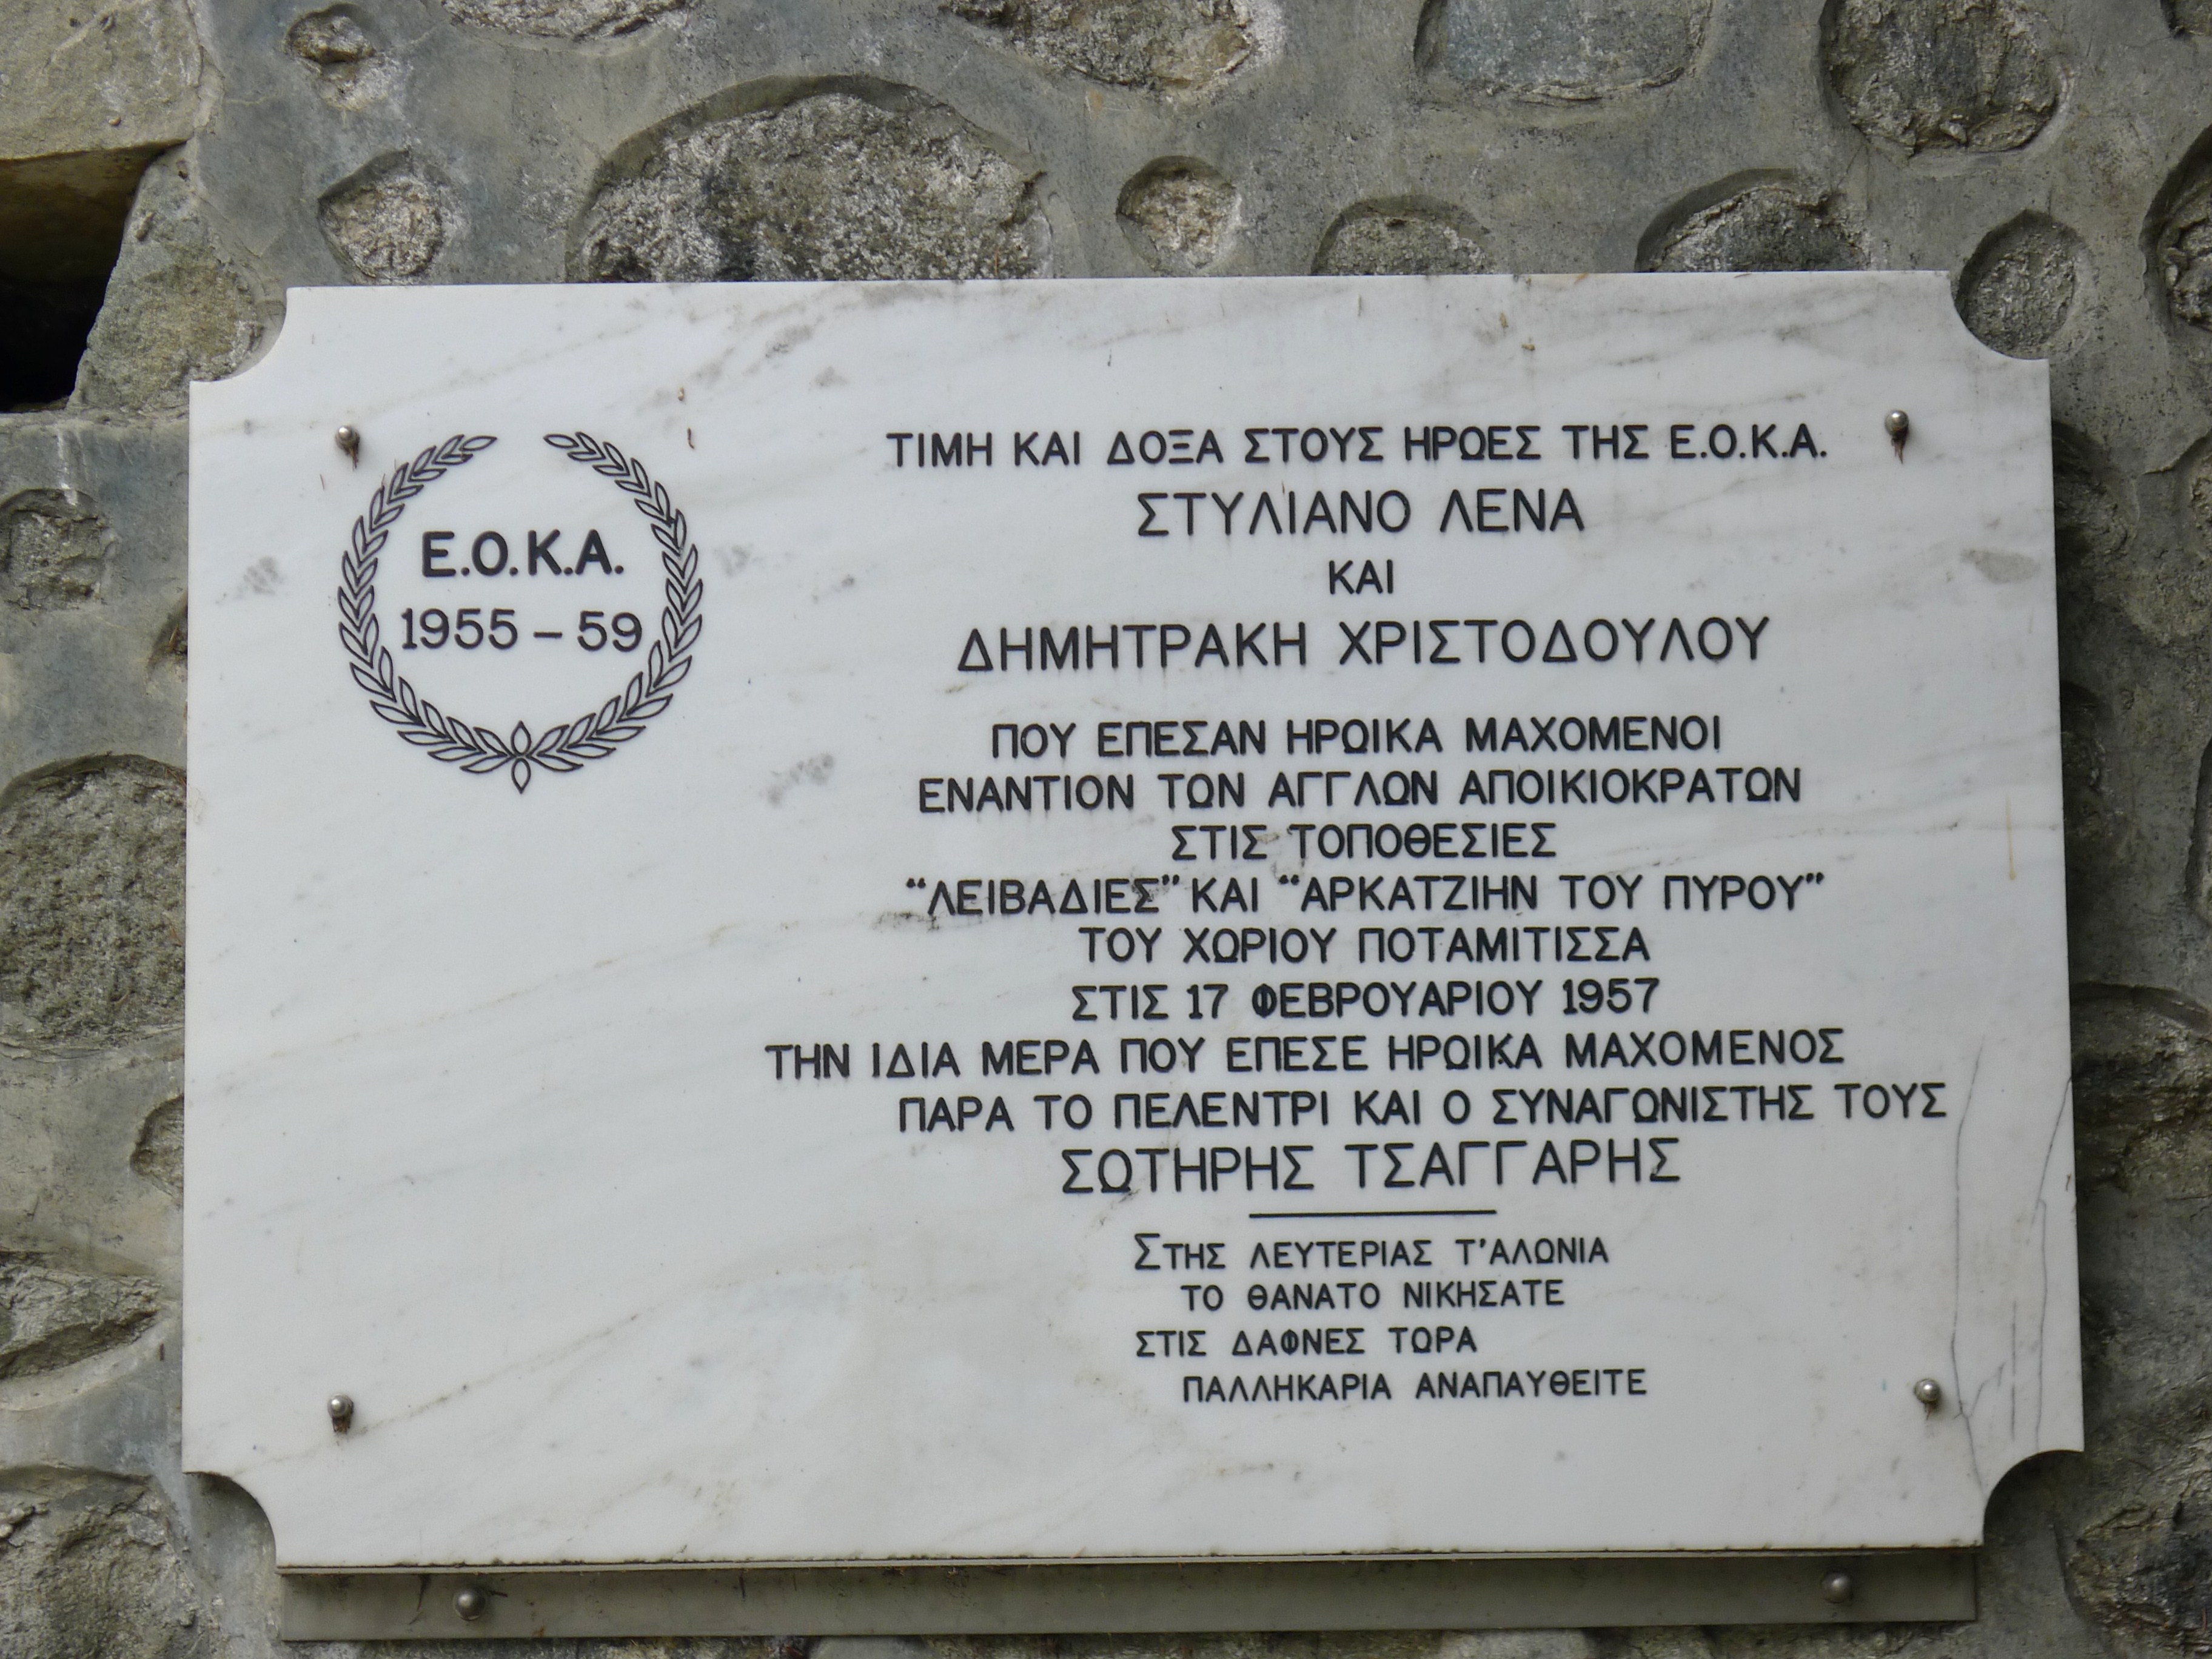 Ε.Ο.Κ.Α.
1955 – 59
ΤΙΜΗ ΚΑΙ ΔΟΞΑ ΣΤΟΥΣ ΗΡΩΕΣ ΤΗΣ Ε.Ο.Κ.Α.
ΣΤΥΛΙΑΝΟ ΛΕΝΑ
ΚΑΙ
ΔΗΜΗΤΡΑΚΗ ΧΡΙΣΤΟΔΟΥΛΟΥ
ΠΟΥ ΕΠΕΣΑΝ ΗΡΩΙΚΑ ΜΑΧΟΜΕΝΟΙ
ΕΝΑΝΤΙΟΝ ΤΩΝ ΑΓΓΛΩΝ ΑΠΟΙΚΙΟΚΡΑΤΩΝ
ΣΤΙΣ ΤΟΠΟΘΕΣΙΕΣ
“ΛΕΙΒΑΔΙΕΣ” ΚΑΙ “ΑΡΚΑΤΖΙΗΝ ΤΟΥ ΠΥΡΟΥ”
ΤΟΥ ΧΩΡΙΟΥ ΠΟΤΑΜΙΤΙΣΣΑ
ΣΤΙΣ 17 ΦΕΒΡΟΥΑΡΙΟΥ 1957
ΤΗΝ ΙΔΙΑ ΜΕΡΑ ΠΟΥ ΕΠΕΣΕ ΗΡΩΙΚΑ ΜΑΧΟΜΕΝΟΣ
ΠΑΡΑ ΤΟ ΠΕΛΕΝΤΡΙ ΚΑΙ Ο ΣΥΝΑΓΩΝΙΣΤΗΣ ΤΟΥΣ
ΣΩΤΗΡΗΣ ΤΣΑΓΓΑΡΗΣ
ΣΤΗΣ ΛΕΥΤΕΡΙΑΣ Τ’ΑΛΩΝΙΑ
ΤΟ ΘΑΝΑΤΟ ΝΙΚΗΣΑΤΕ
ΣΤΙΣ ΔΑΦΝΕΣ ΤΩΡΑ
ΠΑΛΛΗΚΑΡΙΑ ΑΝΑΠΑΥΘΕΙΤΕ